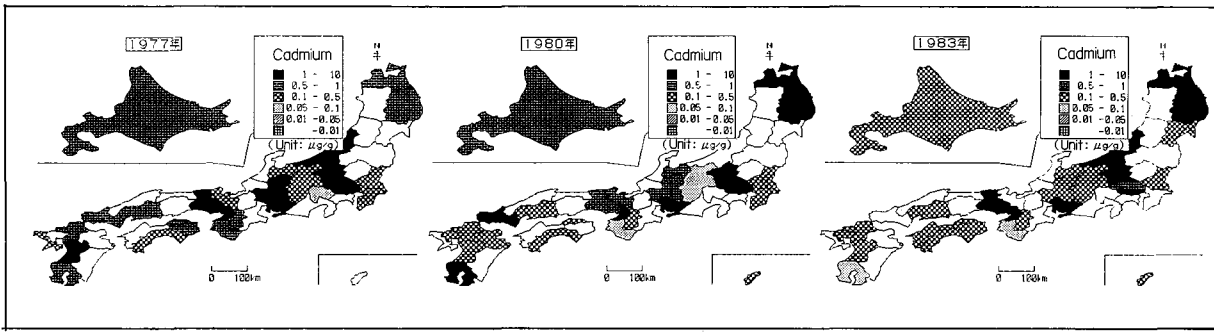 1977年
N
Cadmium
1 - 10
0.5 - 1
0.1 - 0.5
0.05 - 0.1
0.01 - 0.05
-0.01
(Unit: μg/g)
0 100km
1980年
N
Cadmium
1 - 10
0.5 - 1
0.1 - 0.5
0.05 - 0.1
0.01 - 0.05
-0.01
(Unit: μg/g)
0 100km
1983年
N
Cadmium
1 - 10
0.5 - 1
0.1 - 0.5
0.05 - 0.1
0.01 - 0.05
-0.01
(Unit: μg/g)
0 100km